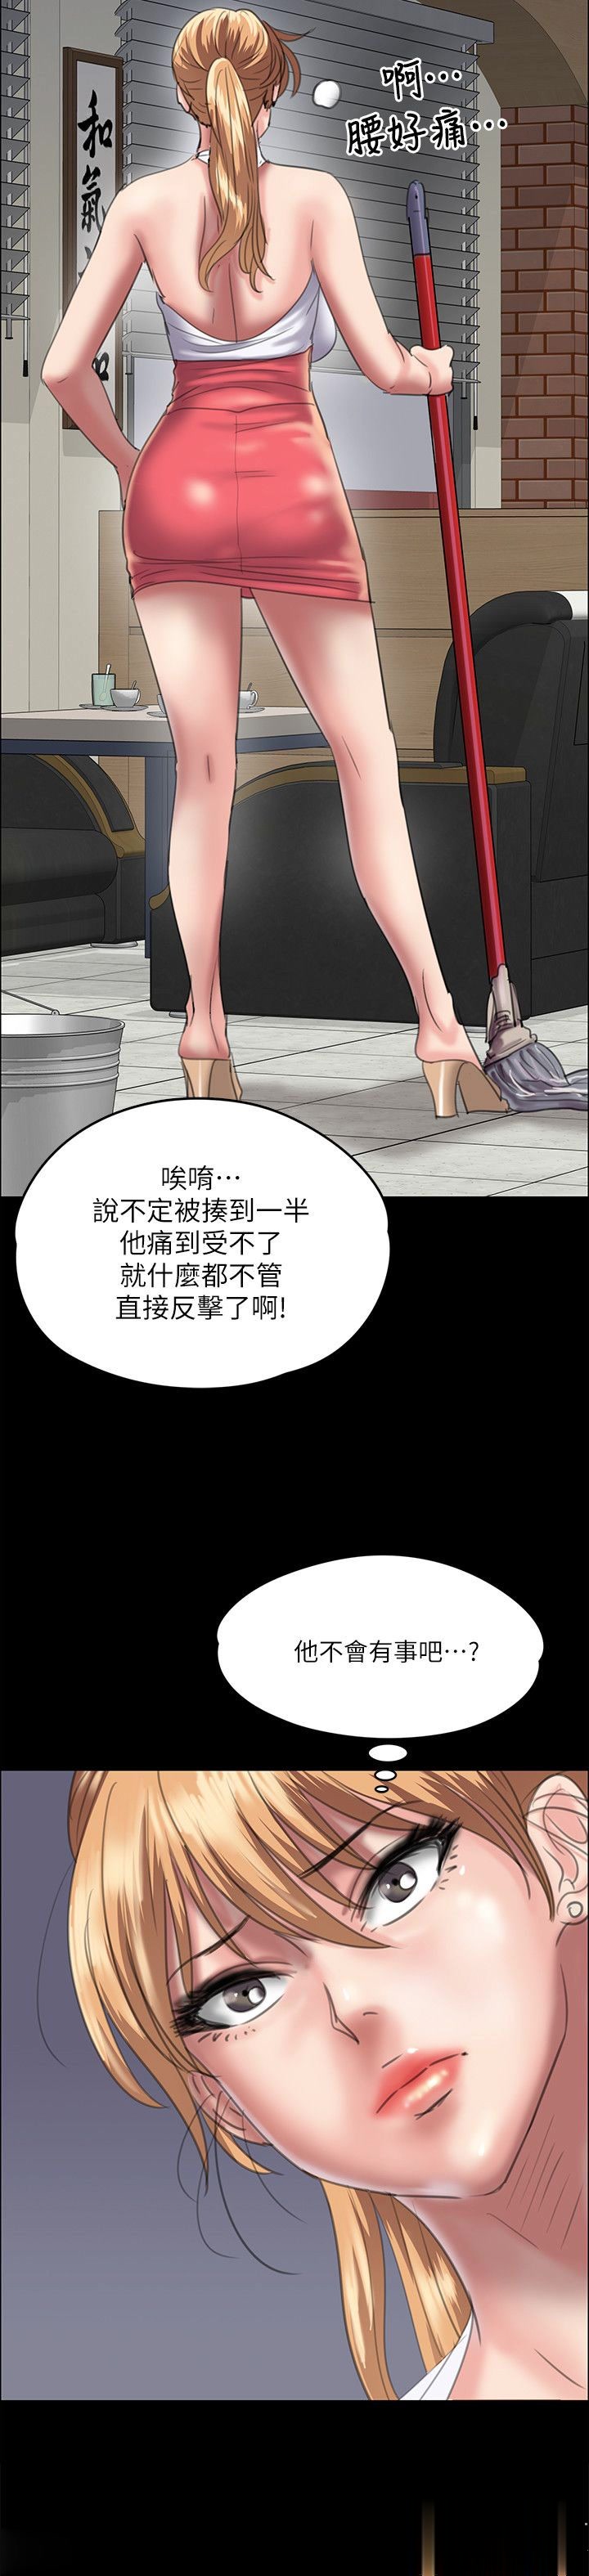 啊⋯
腰好痛⋯
和氣
唉唷⋯
說不定被揍到一半
他痛到受不了
就什麼都不管
直接反擊了啊!
他不會有事吧⋯?